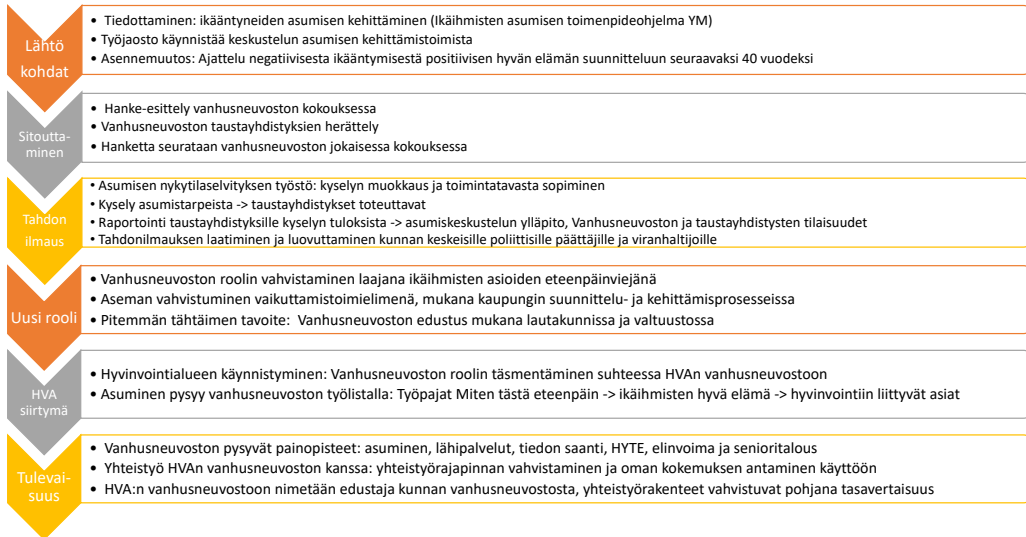 Lähtö
kohdat
• Tiedottaminen: ikääntyneiden asumisen kehittäminen (Ikäihmisten asumisen toimenpideohjelma YM)
• Työjaosto käynnistää keskustelun asumisen kehittämistoimista
• Asennemuutos: Ajattelu negatiivisesta ikääntymisestä positiivisen hyvän elämän suunnitteluun seuraavaksi 40 vuodeksi
Sitoutta-
minen
• Hanke-esittely vanhusneuvoston kokouksessa
• Vanhusneuvoston taustayhdistyksien herättely
• Hanketta seurataan vanhusneuvoston jokaisessa kokouksessa
Tahdon
ilmaus
• Asumisen nykytilaselvityksen työstö: kyselyn muokkaus ja toimintatavasta sopiminen
• Kysely asumistarpeista -> taustayhdistykset toteuttavat
• Raportointi taustayhdistyksille kyselyn tuloksista -> asumiskeskustelun ylläpito, Vanhusneuvoston ja taustayhdistysten tilaisuudet
• Tahdonilmauksen laatiminen ja luovuttaminen kunnan keskeisille poliittisille päättäjille ja viranhaltijoille
Uusi rooli
• Vanhusneuvoston roolin vahvistaminen laajana ikäihmisten asioiden eteenpäinviejänä
• Aseman vahvistuminen vaikuttamistoimielimenä, mukana kaupungin suunnittelu- ja kehittämisprosesseissa
• Pitemmän tähtäimen tavoite: Vanhusneuvoston edustus mukana lautakunnissa ja valtuustossa
HVA
siirtymä
• Hyvinvointialueen käynnistyminen: Vanhusneuvoston roolin täsmentäminen suhteessa HVAn vanhusneuvostoon
• Asuminen pysyy vanhusneuvoston työlistalla: Työpajat Miten tästä eteenpäin -> ikäihmisten hyvä elämä -> hyvinvointiin liittyvät asiat
Tulevai-
suus
• Vanhusneuvoston pysyvät painopisteet: asuminen, lähipalvelut, tiedon saanti, HYTE, elinvoima ja senioritalous
• Yhteistyö HVAn vanhusneuvoston kanssa: yhteistyörajapinnan vahvistaminen ja oman kokemuksen antaminen käyttöön
• HVA:n vanhusneuvostoon nimetään edustaja kunnan vanhusneuvostosta, yhteistyörakenteet vahvistuvat pohjana tasavertaisuus